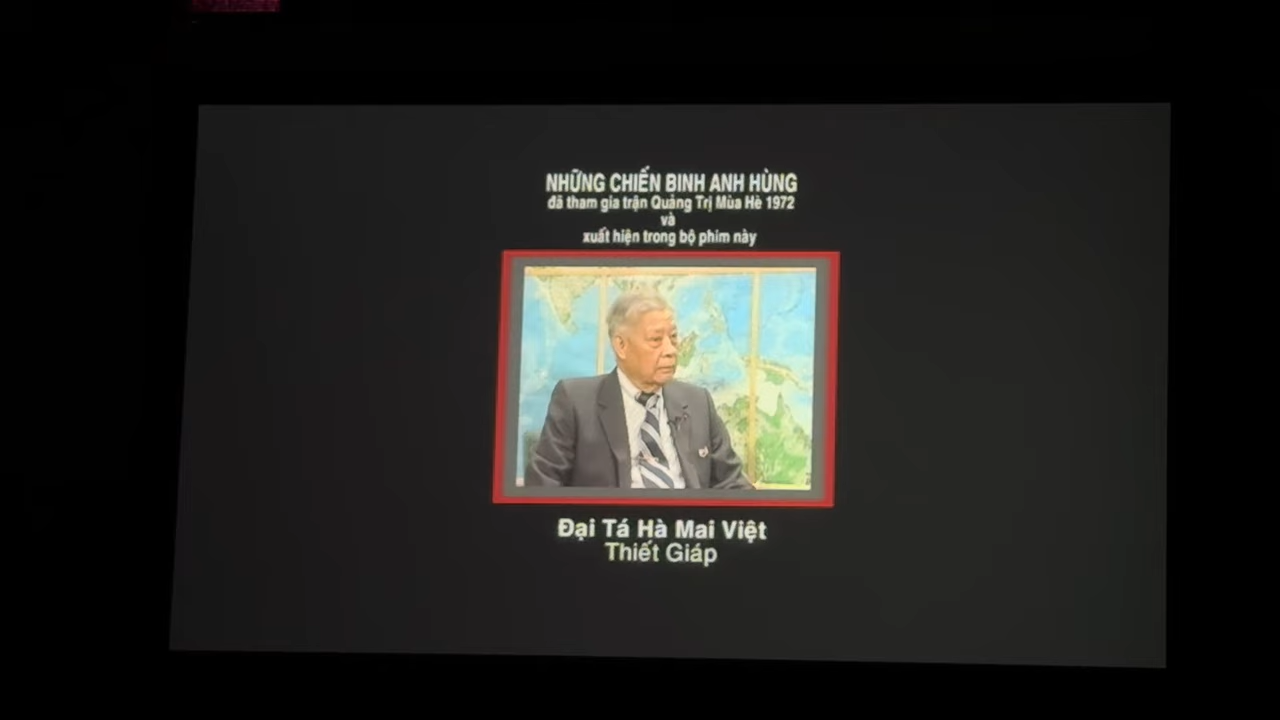 NHỮNG CHIẾN BINH ANH HÙNG
đã tham gia trận Quảng Trị Mùa Hè 1972
và
xuất hiện trong bộ phim này
Đại Tá Hà Mai Việt
Thiết Giáp